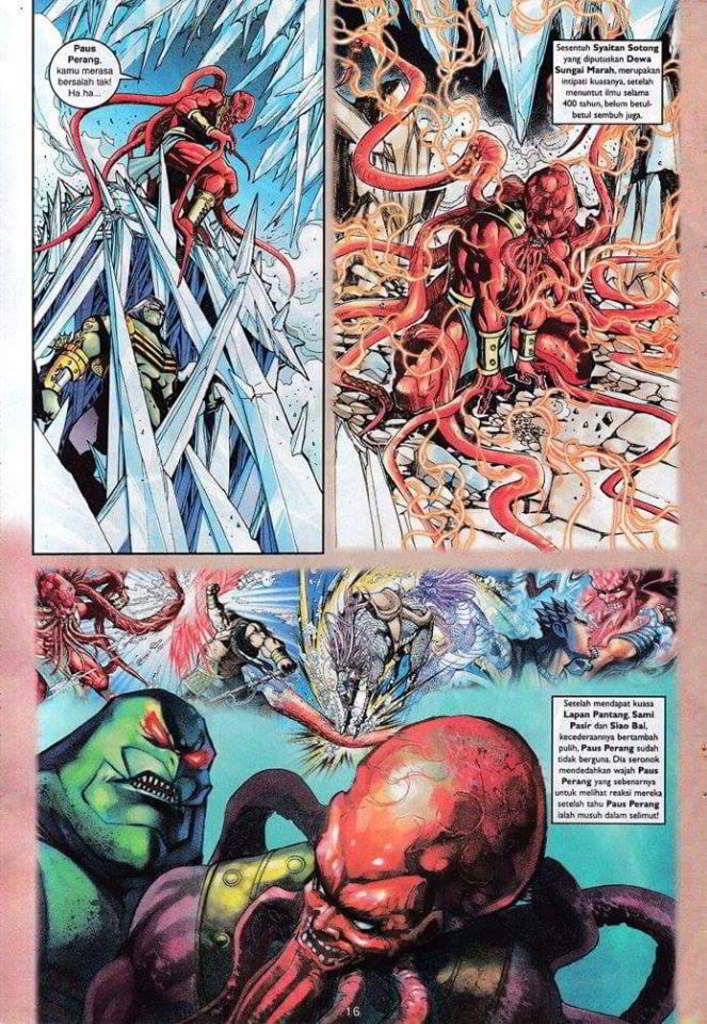 Paus
Perang,
kamu merasa
bersalah tak!
Ha ha...
Sesentuh Syaitan Sotong
yang diputuskan Dewa
Sungai Marah, merupakan
intipati kuasanya, setelah
menuntut ilmu selama
400 tahun, belum betul-
betul sembuh juga.
Setelah mendapat kuasa
Lapan Pantang, Sami
Pasir dan Siao Bai,
kecederaannya bertambah
pulih, Paus Perang sudah
tidak berguna. Dia seronok
mendedahkan wajah Paus
Perang yang sebenarnya
untuk melihat reaksi mereka
setelah tahu Paus Perang
ialah musuh dalam selimut!
16